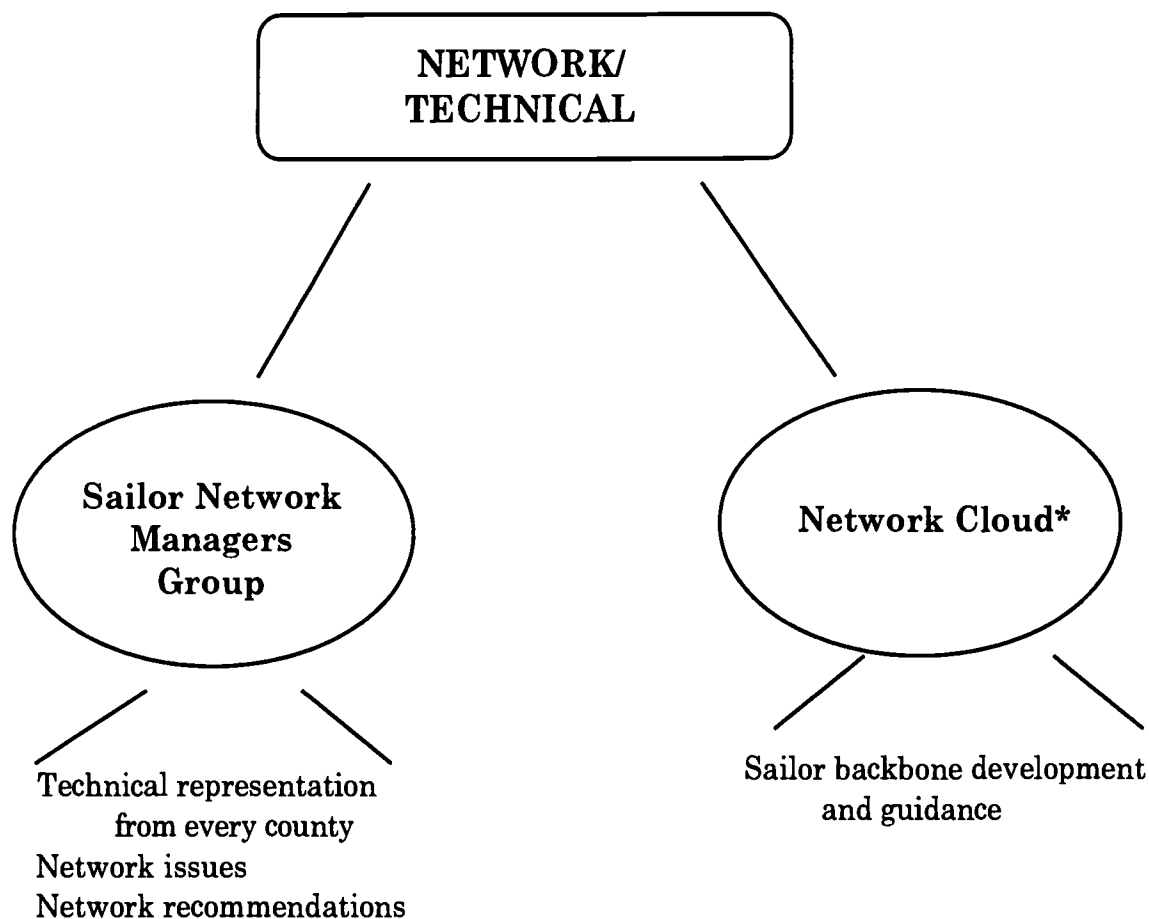 NETWORK/
TECHNICAL
Sailor Network
Managers
Group
Network Cloud*
Technical representation
from every county
Network issues
Network recommendations
Sailor backbone development
and guidance